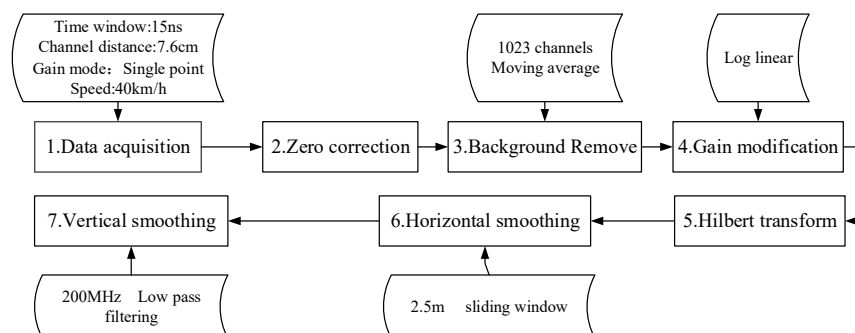 Time window:15ns
Channel distance:7.6cm
Gain mode：Single point
Speed:40km/h
1023 channels
Moving average
Log linear
1.Data acquisition
2.Zero correction
3.Background Remove
4.Gain modification
7.Vertical smoothing
6.Horizontal smoothing
5.Hilbert transform
200MHz Low pass
filtering
2.5m sliding window